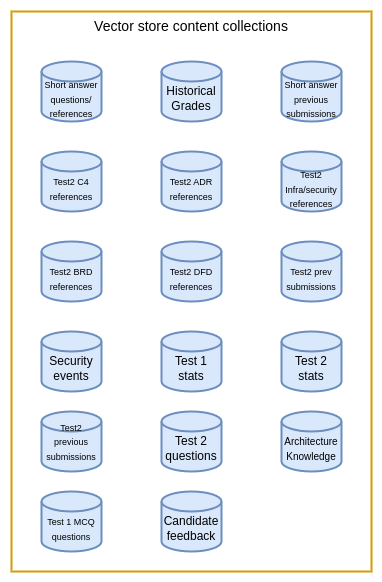 Vector store content collections
Short answer
questions/
references
Historical
Grades
Short answer
previous
submissions
Test2 C4
references
Test2 ADR
references
Test2
Infra/security
references
Test2 BRD
references
Test2 DFD
references
Test2 prev
submissions
Security
events
Test 1
stats
Test 2
stats
Test2
previous
submissions
Test 2
questions
Architecture
Knowledge
Test 1 MCQ
questions
Candidate
feedback